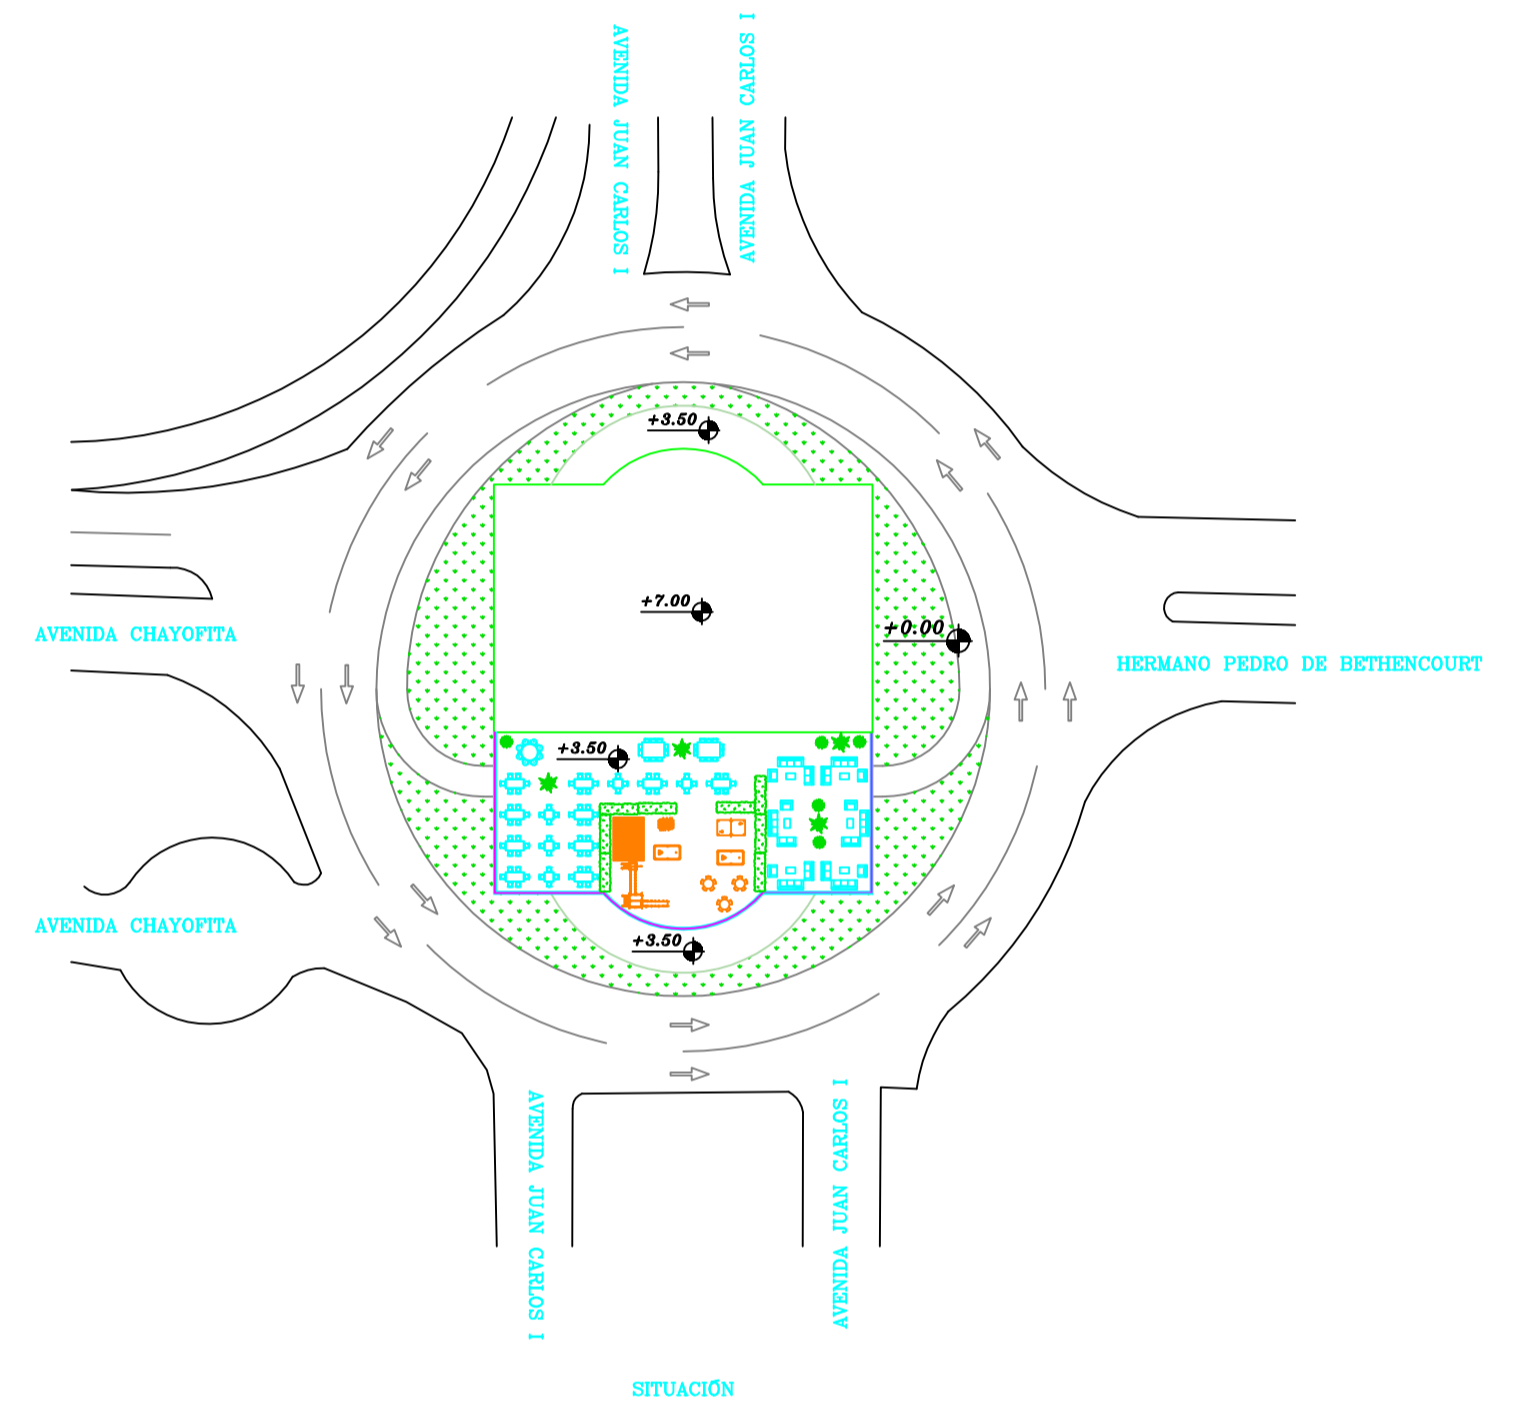 AVENIDA JUAN CARLOS I
AVENIDA JUAN CARLOS I
+3.50
+7.00
+0.00
AVENIDA CHAYOFITA
HERMANO PEDRO DE BETHENCOURT
+3.50
AVENIDA CHAYOFITA
+3.50
AVENIDA JUAN CARLOS I
AVENIDA JUAN CARLOS I
SITUACIÓN